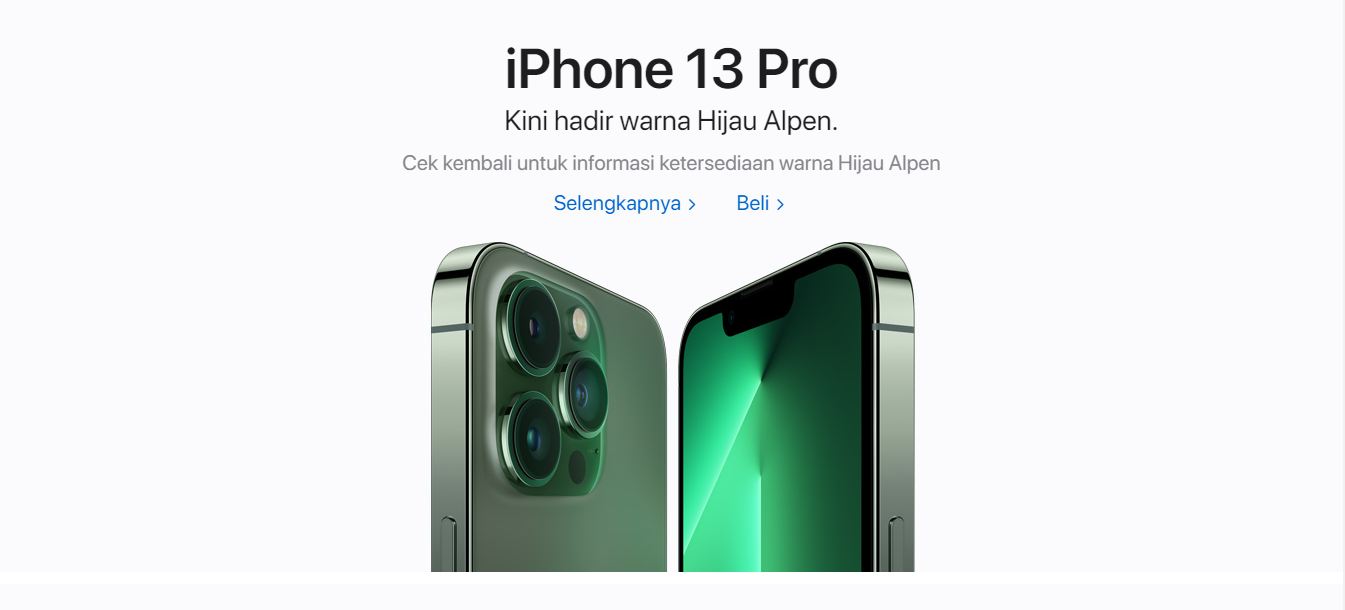 iPhone 13 Pro
Kini hadir warna Hijau Alpen.
Cek kembali untuk informasi ketersediaan warna Hijau Alpen
Selengkapnya > Beli >